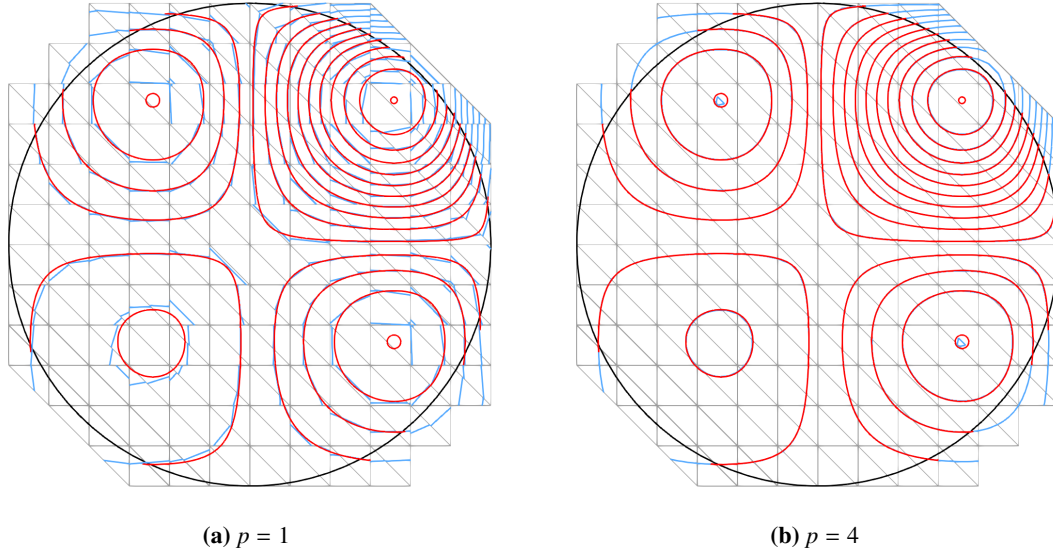 (a) p = 1
(b) p = 4